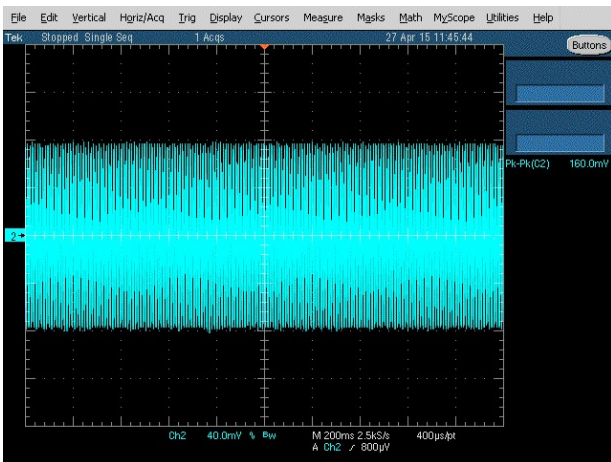 File Edit Vertical Horiz/Acq Trig Display Cursors Measure Masks Math MyScope Utilities Help
Tek Stopped Single Seq 1 Acqs 27 Apr 15 11:45:44 Buttons
Pk-Pk(C2) 160.0mV
2
Ch2 40.0mV % Bw M 200ms 2.5kS/s 400µs/pt
A Ch2 / 800µV